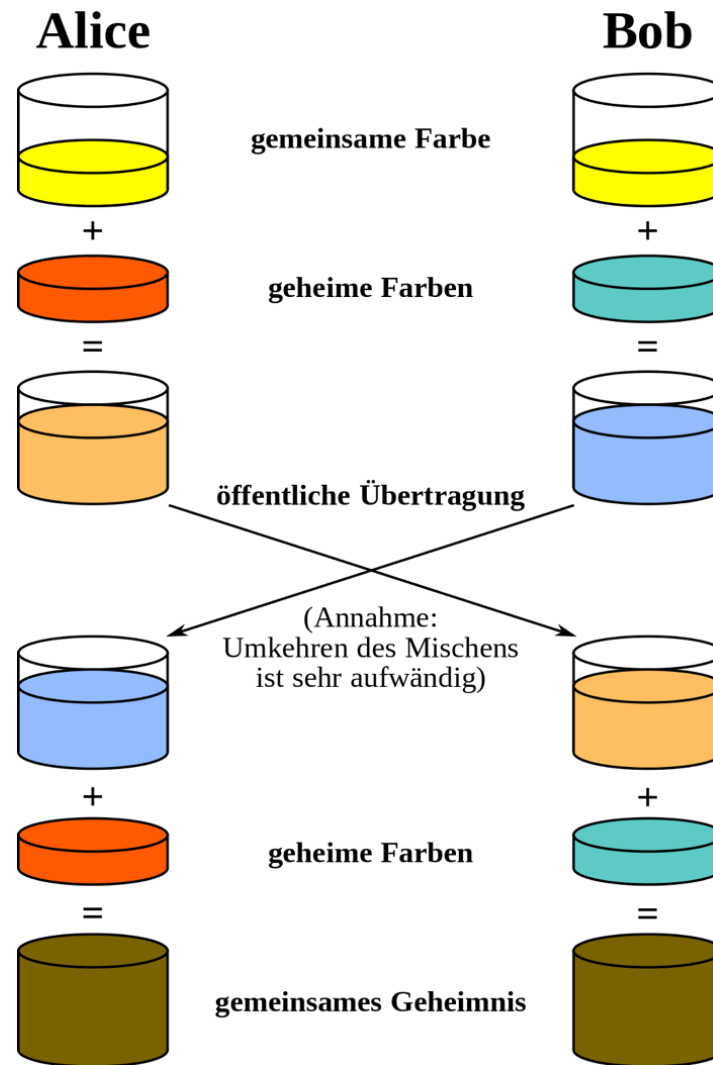 Alice
Bob
gemeinsame Farbe
+
+
geheime Farben
=
=
öffentliche Übertragung
(Annahme:
Umkehren des Mischens
ist sehr aufwändig)
+
+
geheime Farben
=
=
gemeinsames Geheimnis